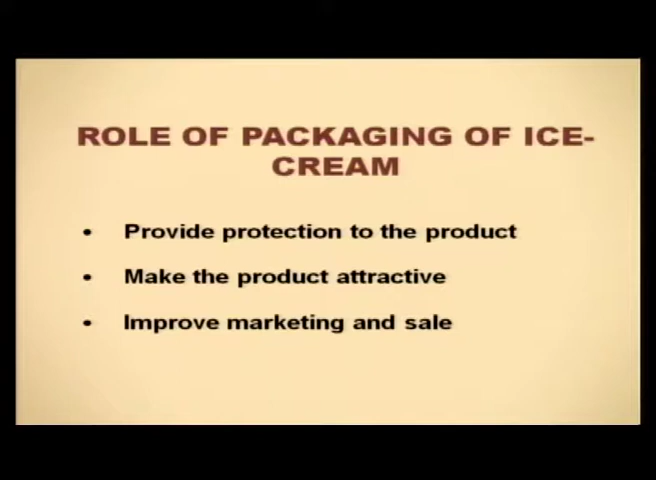 ROLE OF PACKAGING OF ICE-
CREAM
• Provide protection to the product
• Make the product attractive
• Improve marketing and sale